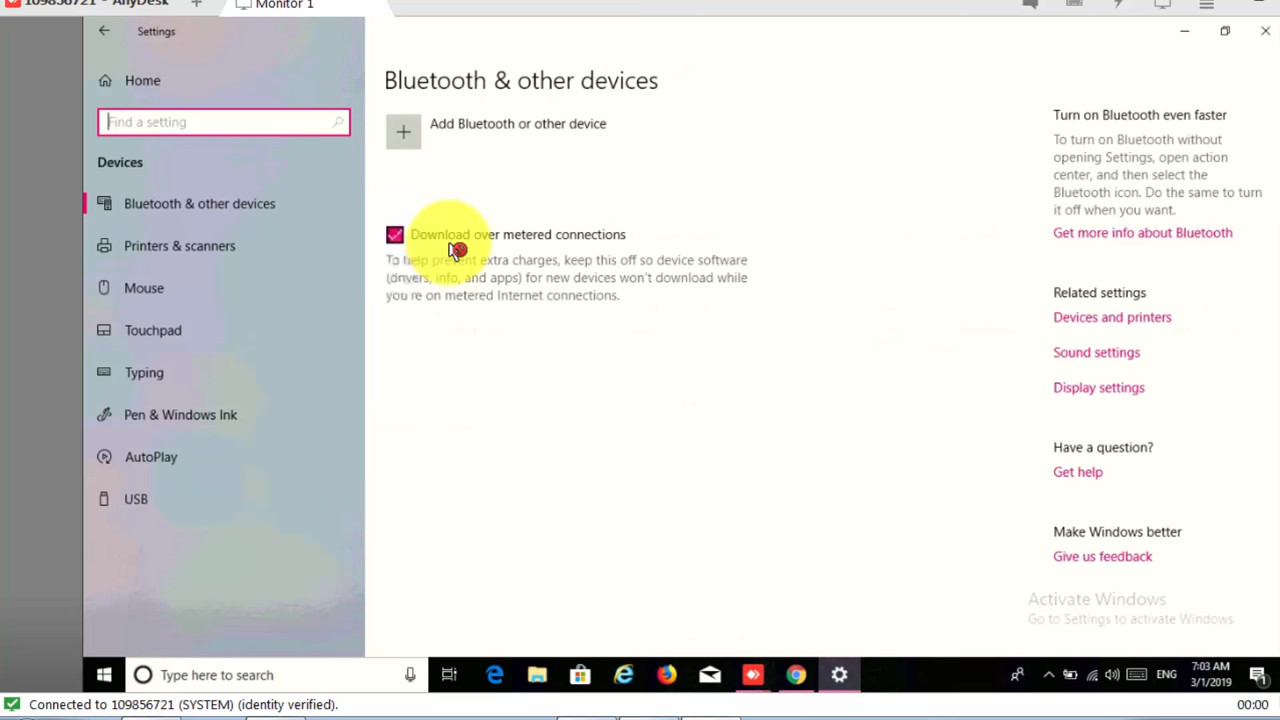 109856721 - AnyDesk
Monitor 1
Settings
Home
Find a setting
Devices
Bluetooth & other devices
Printers & scanners
Mouse
Touchpad
Typing
Pen & Windows Ink
AutoPlay
USB
Bluetooth & other devices
Add Bluetooth or other device
Download over metered connections
To help prevent extra charges, keep this off so device software
(drivers, info, and apps) for new devices won't download while
you're on metered Internet connections.
Turn on Bluetooth even faster
To turn on Bluetooth without
opening Settings, open action
center, and then select the
Bluetooth icon. Do the same to turn
it off when you want.
Get more info about Bluetooth
Related settings
Devices and printers
Sound settings
Display settings
Have a question?
Get help
Make Windows better
Give us feedback
Activate Windows
Go to Settings to activate Windows.
Type here to search
ENG
7:03 AM
3/1/2019
1
Connected to 109856721 (SYSTEM) (identity verified).
00:00